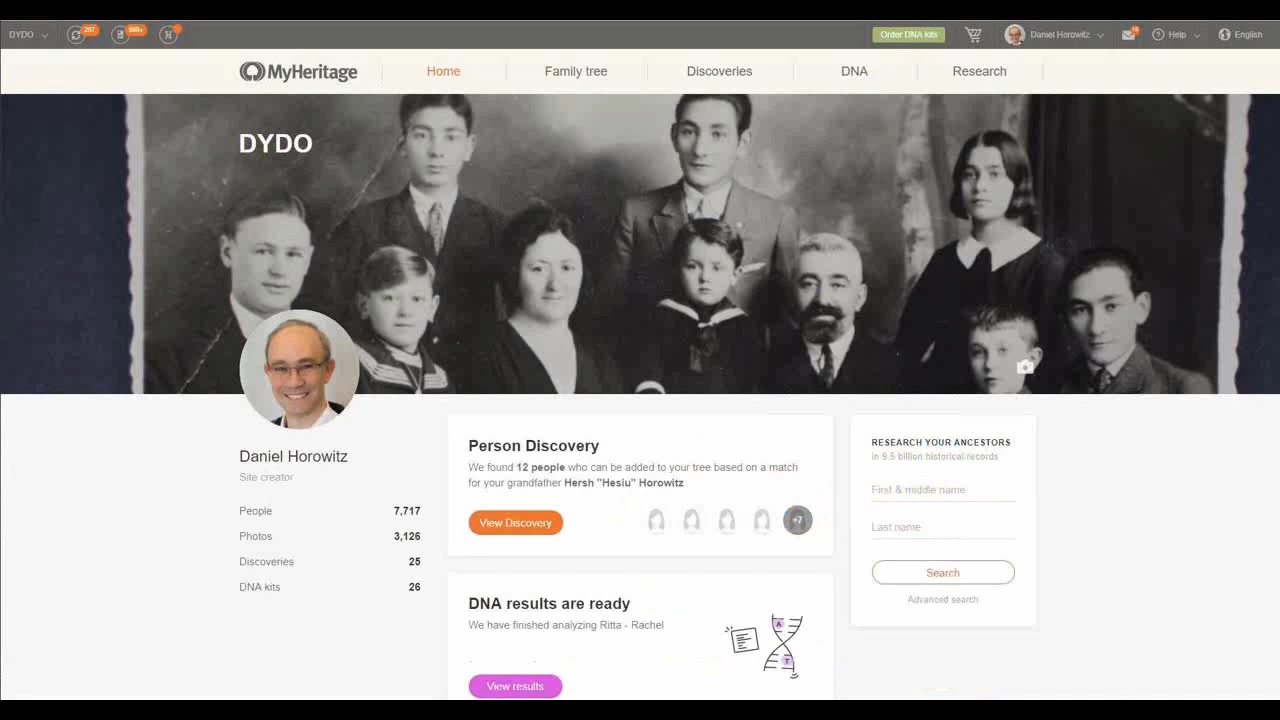 DYDO
287
999+
Order DNA kits
Daniel Horowitz
Help
English
MyHeritage
Home
Family tree
Discoveries
DNA
Research
DYDO
Daniel Horowitz
Site creator
People 7,717
Photos 3,126
Discoveries 25
DNA kits 26
Person Discovery
We found 12 people who can be added to your tree based on a match
for your grandfather Hersh "Hesiu" Horowitz
View Discovery
+7
DNA results are ready
We have finished analyzing Ritta - Rachel
A
T
View results
RESEARCH YOUR ANCESTORS
in 9.5 billion historical records
First & middle name
Last name
Search
Advanced search